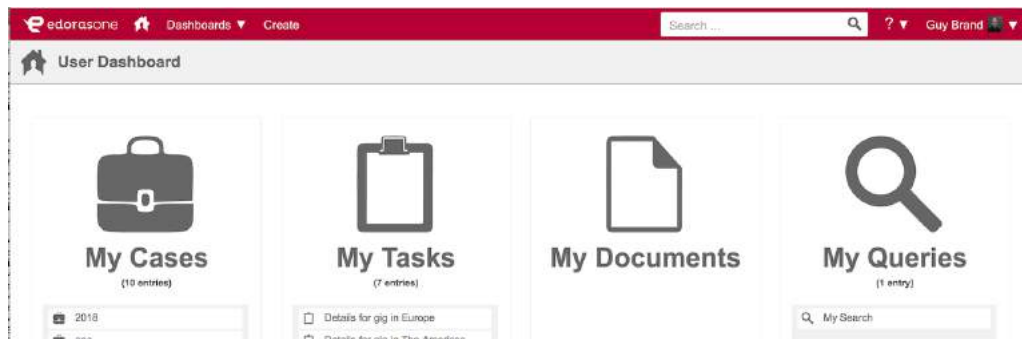 edorasone Dashboards ▼ Create Search ... ? ▼ Guy Brand ▼
User Dashboard
My Cases My Tasks My Documents My Queries
(10 entries) (7 entries) (1 entry)
2018 Details for gig in Europe My Search